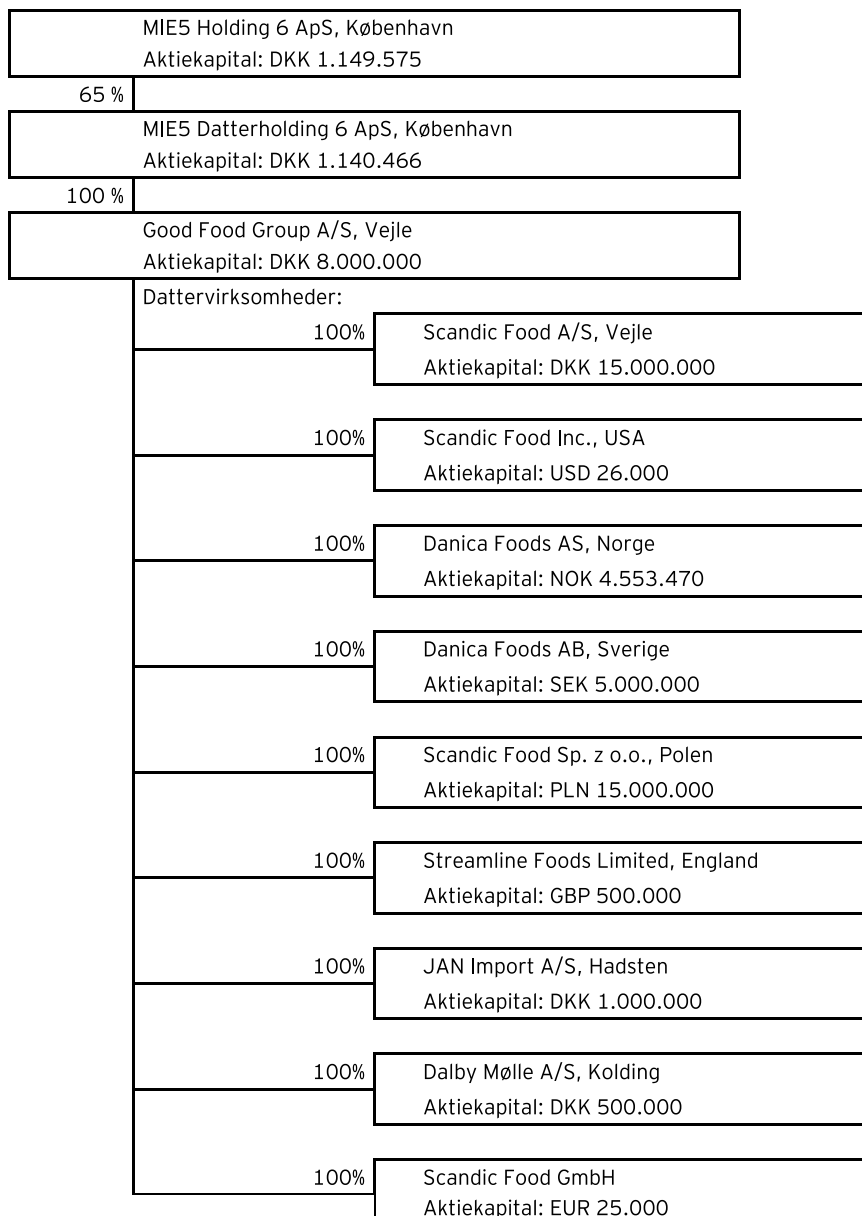 MIE5 Holding 6 ApS, København
Aktiekapital: DKK 1.149.575
65 %
MIE5 Datterholding 6 ApS, København
Aktiekapital: DKK 1.140.466
100 %
Good Food Group A/S, Vejle
Aktiekapital: DKK 8.000.000
Dattervirksomheder:
100% Scandic Food A/S, Vejle
Aktiekapital: DKK 15.000.000
100% Scandic Food Inc., USA
Aktiekapital: USD 26.000
100% Danica Foods AS, Norge
Aktiekapital: NOK 4.553.470
100% Danica Foods AB, Sverige
Aktiekapital: SEK 5.000.000
100% Scandic Food Sp. z o.o., Polen
Aktiekapital: PLN 15.000.000
100% Streamline Foods Limited, England
Aktiekapital: GBP 500.000
100% JAN Import A/S, Hadsten
Aktiekapital: DKK 1.000.000
100% Dalby Mølle A/S, Kolding
Aktiekapital: DKK 500.000
100% Scandic Food GmbH
Aktiekapital: EUR 25.000